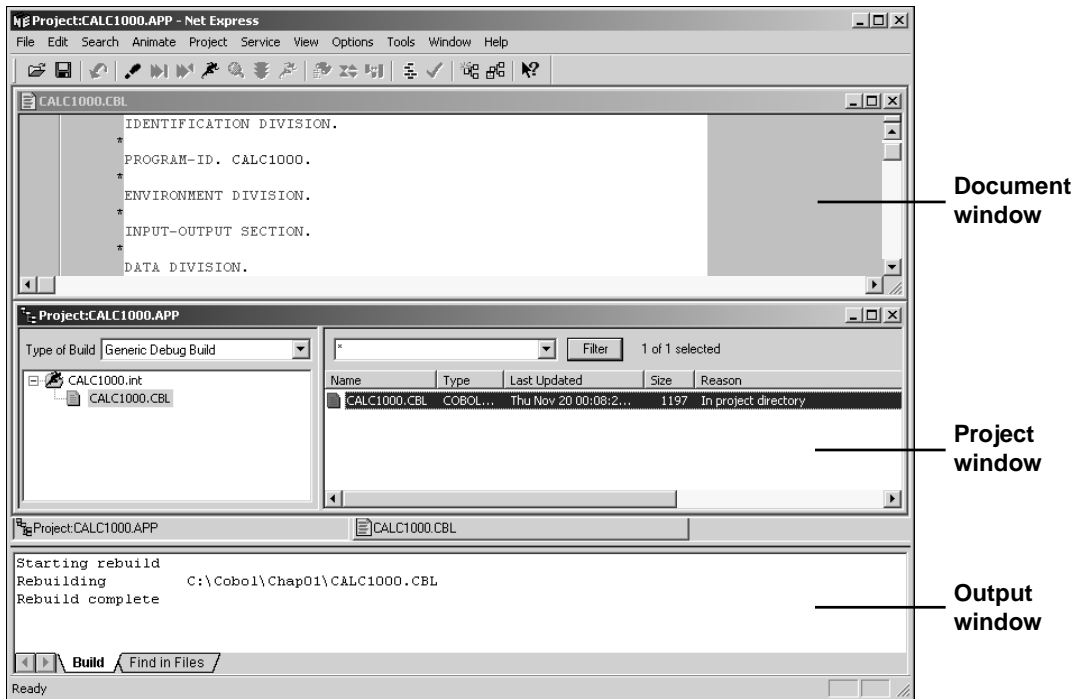 Project:CALC1000.APP - Net Express
File Edit Search Animate Project Service View Options Tools Window Help
CALC1000.CBL
IDENTIFICATION DIVISION.
*
PROGRAM-ID. CALC1000.
*
ENVIRONMENT DIVISION.
*
INPUT-OUTPUT SECTION.
*
DATA DIVISION.
Document
window
Project:CALC1000.APP
Type of Build Generic Debug Build
* Filter 1 of 1 selected
CALC1000.int
CALC1000.CBL
Name Type Last Updated Size Reason
CALC1000.CBL COBOL... Thu Nov 20 00:08:2... 1197 In project directory
Project
window
Project:CALC1000.APP CALC1000.CBL
Starting rebuild
Rebuilding C:\Cobol\Chap01\CALC1000.CBL
Rebuild complete
Output
window
Build Find in Files
Ready